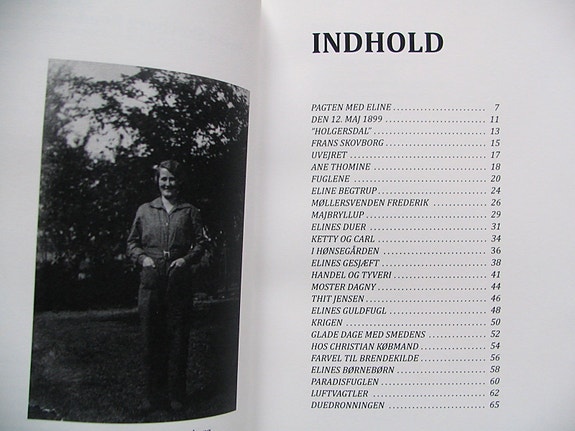 INDHOLD
PAGTEN MED ELINE ........................ 7
DEN 12. MAJ 1899 ........................ 11
"HOLGERSDAL" ........................ 13
FRANS SKOVBORG ........................ 15
UVEJRET ........................ 17
ANE THOMINE ........................ 18
FUGLENE ........................ 20
ELINE BEGTRUP ........................ 24
MØLLERSVENDEN FREDERIK ........................ 26
MAJBRYLLUP ........................ 29
ELINES DUER ........................ 31
KETTY OG CARL ........................ 34
I HØNSEGÅRDEN ........................ 36
ELINES GESJÆFT ........................ 38
HANDEL OG TYVERI ........................ 41
MOSTER DAGNY ........................ 44
THIT JENSEN ........................ 46
ELINES GULDFUGL ........................ 48
KRIGEN ........................ 50
GLADE DAGE MED SMEDENS ........................ 52
HOS CHRISTIAN KØBMAND ........................ 54
FARVEL TIL BRENDEKILDE ........................ 56
ELINES BØRNEBØRN ........................ 58
PARADISFUGLEN ........................ 60
LUFTVAGTLER ........................ 62
DUEDRONNINGEN ........................ 65